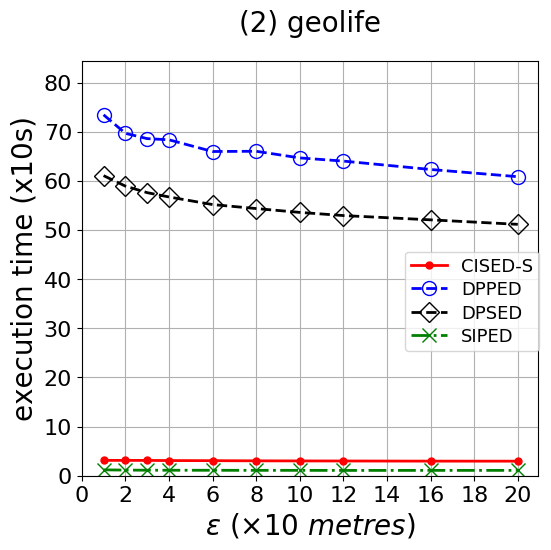 (2) geolife
execution time (x10s)
80
70
60
50
40
30
20
10
0
CISED-S
DPPED
DPSED
SIPED
0 2 4 6 8 10 12 14 16 18 20
ε (×10 metres)